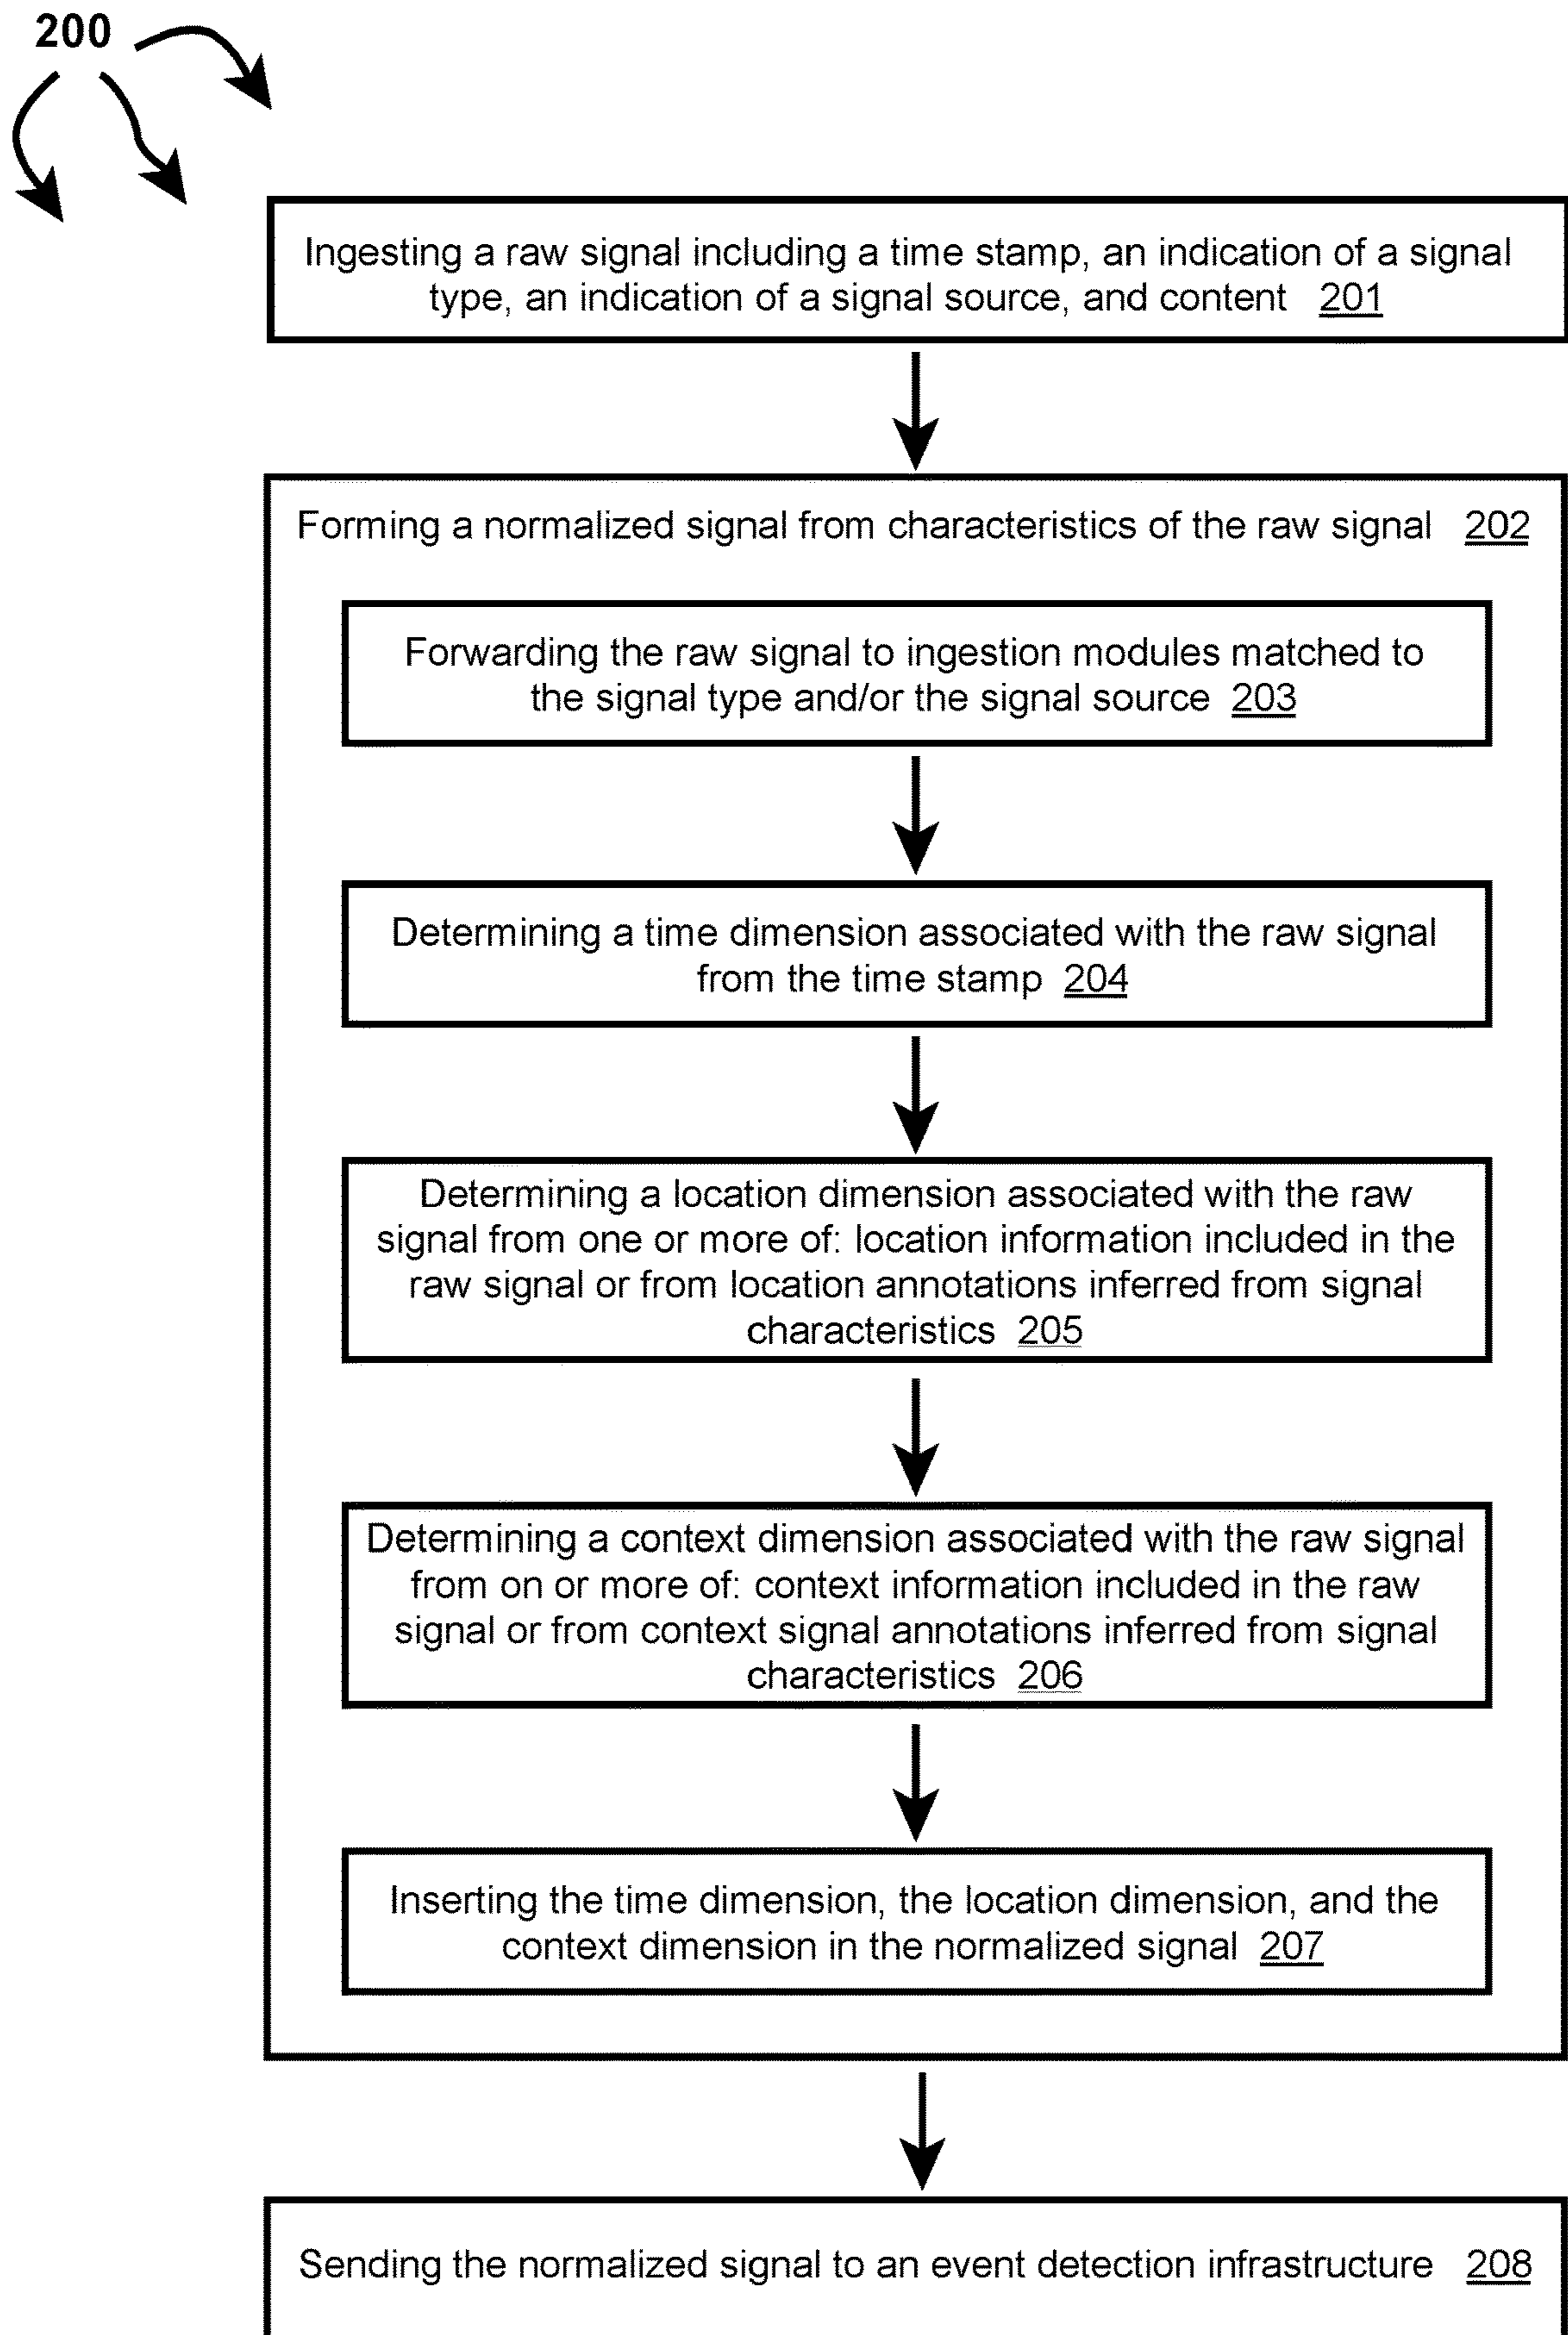 200
Ingesting a raw signal including a time stamp, an indication of a signal
type, an indication of a signal source, and content 201
Forming a normalized signal from characteristics of the raw signal 202
Forwarding the raw signal to ingestion modules matched to
the signal type and/or the signal source 203
Determining a time dimension associated with the raw signal
from the time stamp 204
Determining a location dimension associated with the raw
signal from one or more of: location information included in the
raw signal or from location annotations inferred from signal
characteristics 205
Determining a context dimension associated with the raw signal
from on or more of: context information included in the raw
signal or from context signal annotations inferred from signal
characteristics 206
Inserting the time dimension, the location dimension, and the
context dimension in the normalized signal 207
Sending the normalized signal to an event detection infrastructure 208